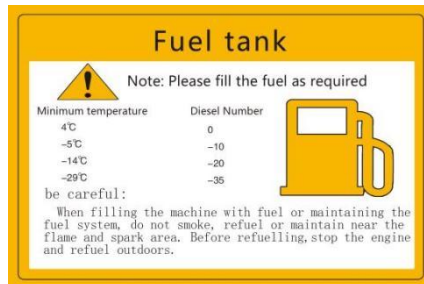 Fuel tank
Note: Please fill the fuel as required
Minimum temperature Diesel Number
4℃ 0
-5℃ -10
-14℃ -20
-29℃ -35
be careful:
When filling the machine with fuel or maintaining the
fuel system, do not smoke, refuel or maintain near the
flame and spark area. Before refuelling, stop the engine
and refuel outdoors.